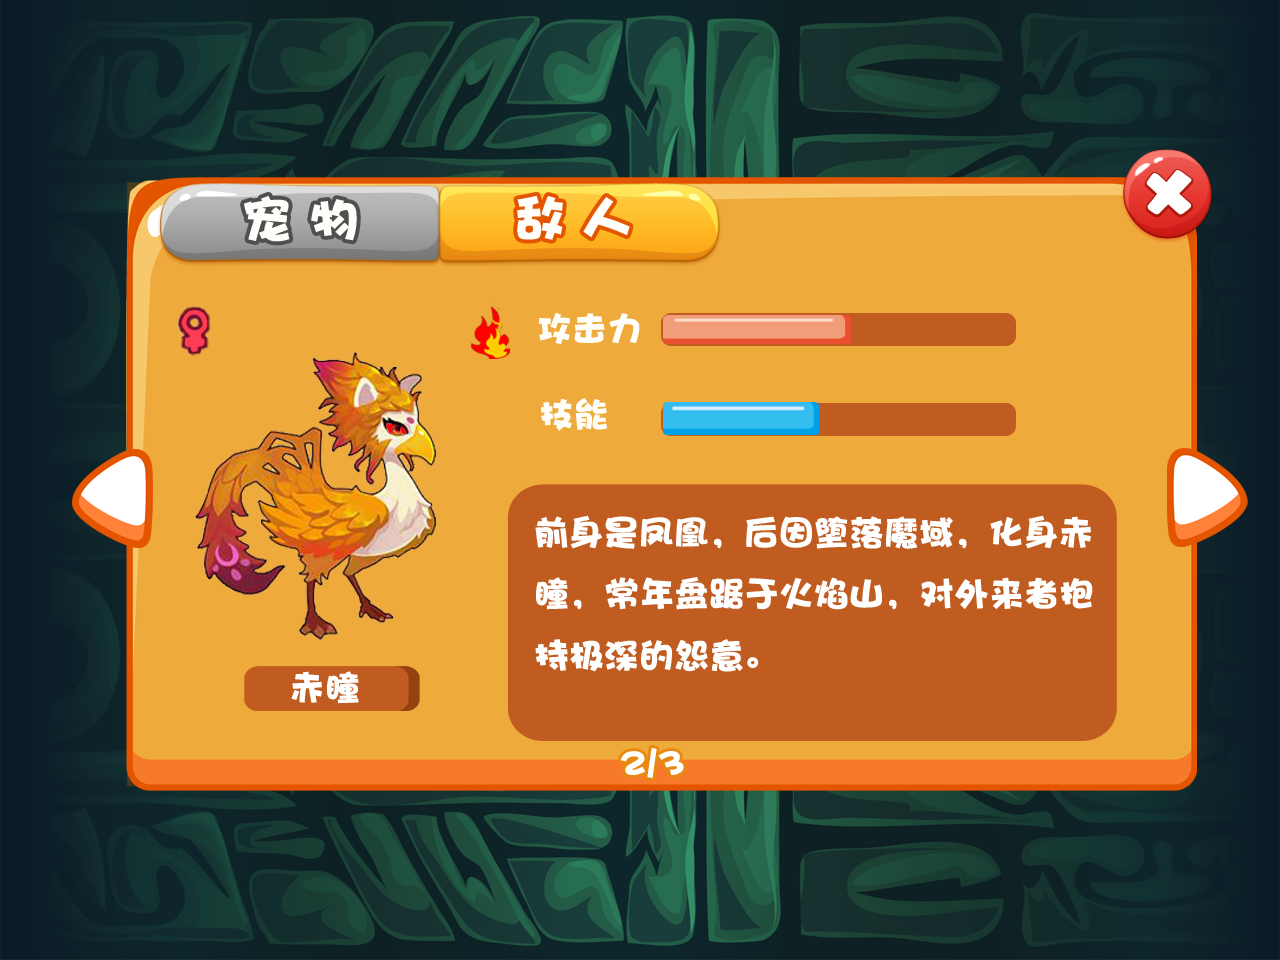 宠物
敌人
攻击力
技能
前身是凤凰，后因堕落魔域，化身赤
瞳，常年盘踞于火焰山，对外来者抱
持极深的怨意。
赤瞳
2/3